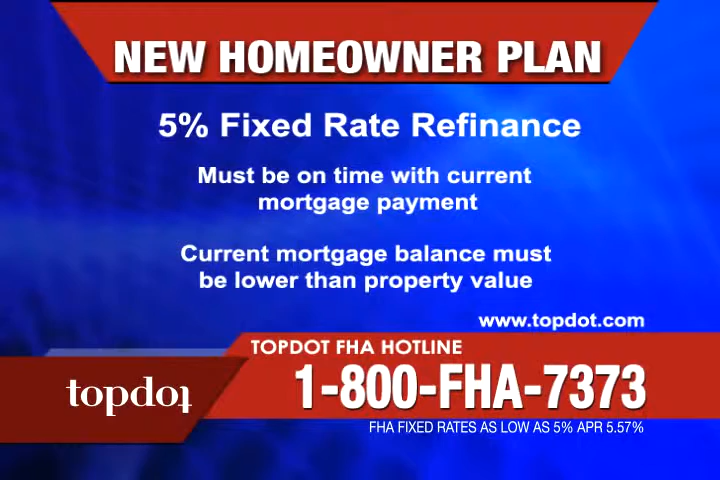 NEW HOMEOWNER PLAN
5% Fixed Rate Refinance
Must be on time with current
mortgage payment
Current mortgage balance must
be lower than property value
www.topdot.com
TOPDOT FHA HOTLINE
topdot
1-800-FHA-7373
FHA FIXED RATES AS LOW AS 5% APR 5.57%